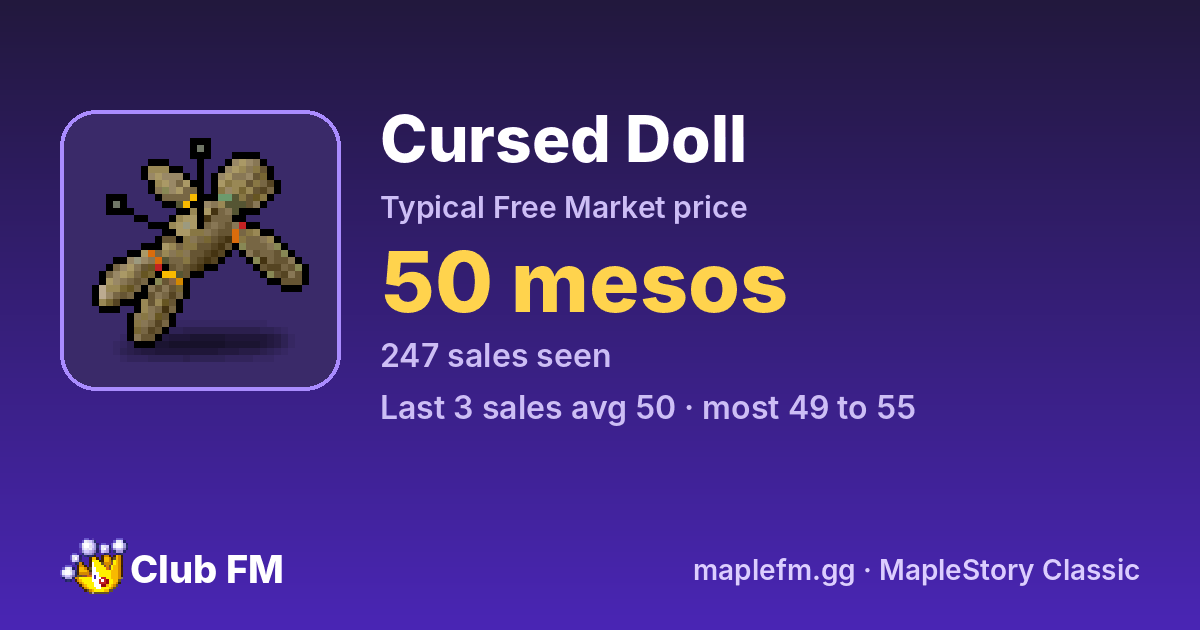 Cursed Doll
Typical Free Market price
50 mesos
247 sales seen
Last 3 sales avg 50 · most 49 to 55
Club FM
maplefm.gg · MapleStory Classic